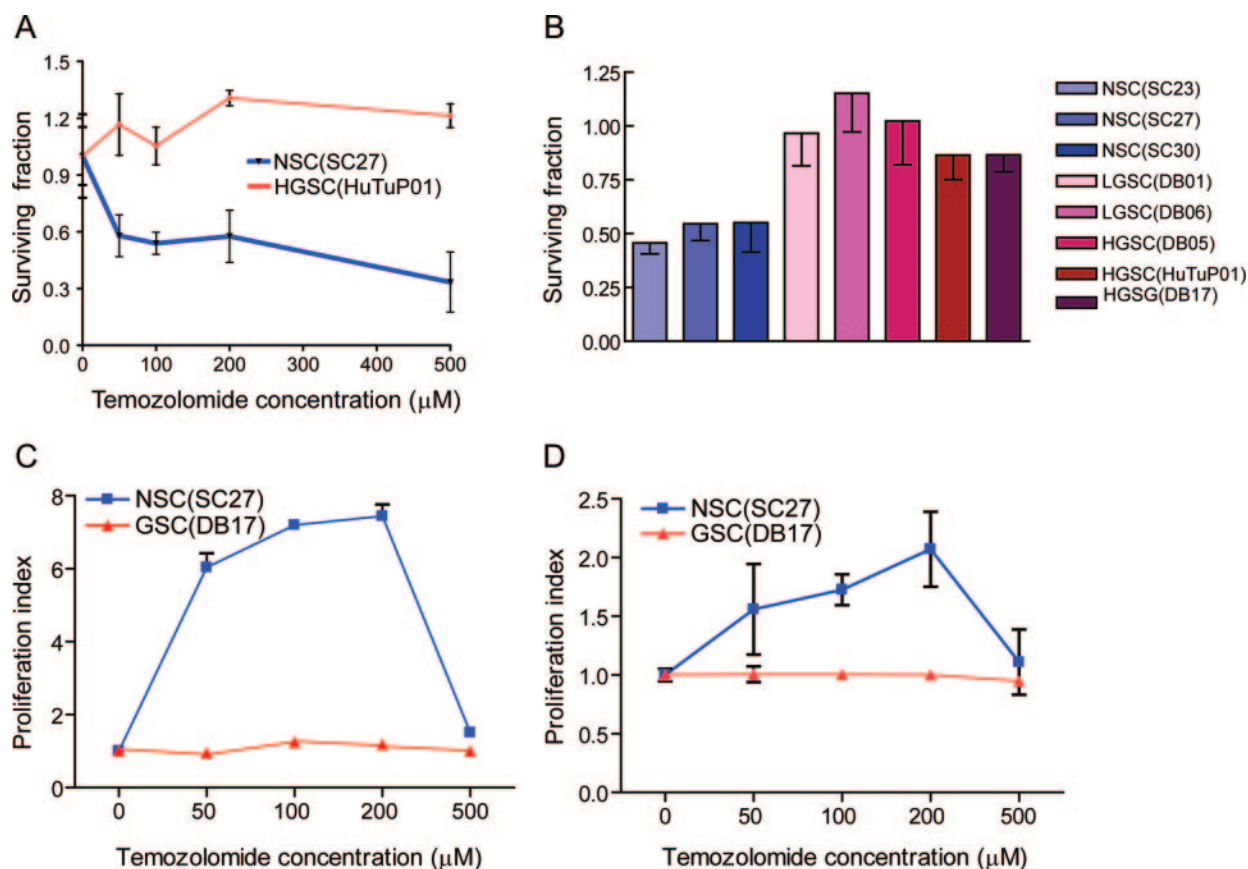 A
Surviving fraction
1.5
1.2
0.9
0.6
0.3
0.0
NSC(SC27)
HGSC(HuTuP01)
0 100 200 300 400 500
Temozolomide concentration (μM)
B
Surviving fraction
1.25
1.00
0.75
0.50
0.25
0.00
NSC(SC23)
NSC(SC27)
NSC(SC30)
LGSC(DB01)
LGSC(DB06)
HGSC(DB05)
HGSC(HuTuP01)
HGSG(DB17)
C
Proliferation index
8
6
4
2
0
NSC(SC27)
GSC(DB17)
0 50 100 200 500
Temozolomide concentration (μM)
D
Proliferation index
2.5
2.0
1.5
1.0
0.5
0.0
NSC(SC27)
GSC(DB17)
0 50 100 200 500
Temozolomide concentration (μM)